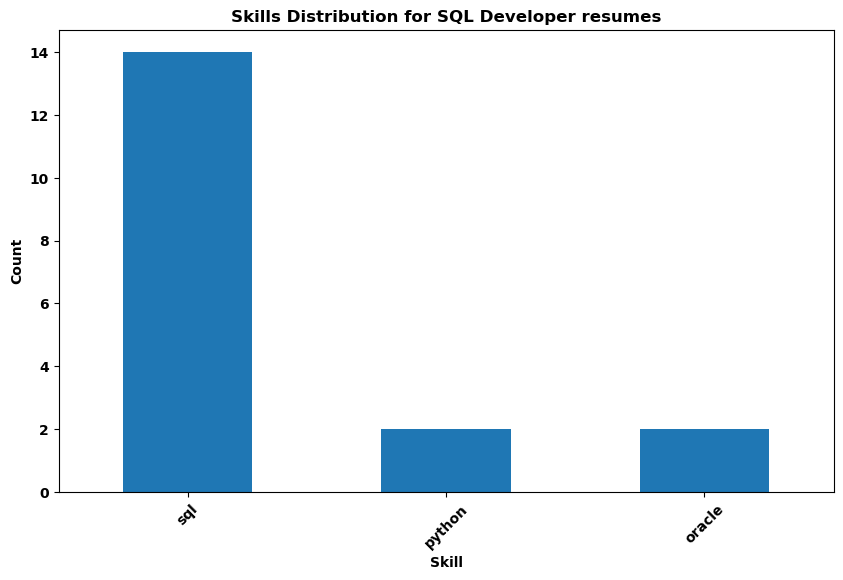 Skills Distribution for SQL Developer resumes
14
12
10
8
6
4
2
0
Count
sql
python
oracle
Skill